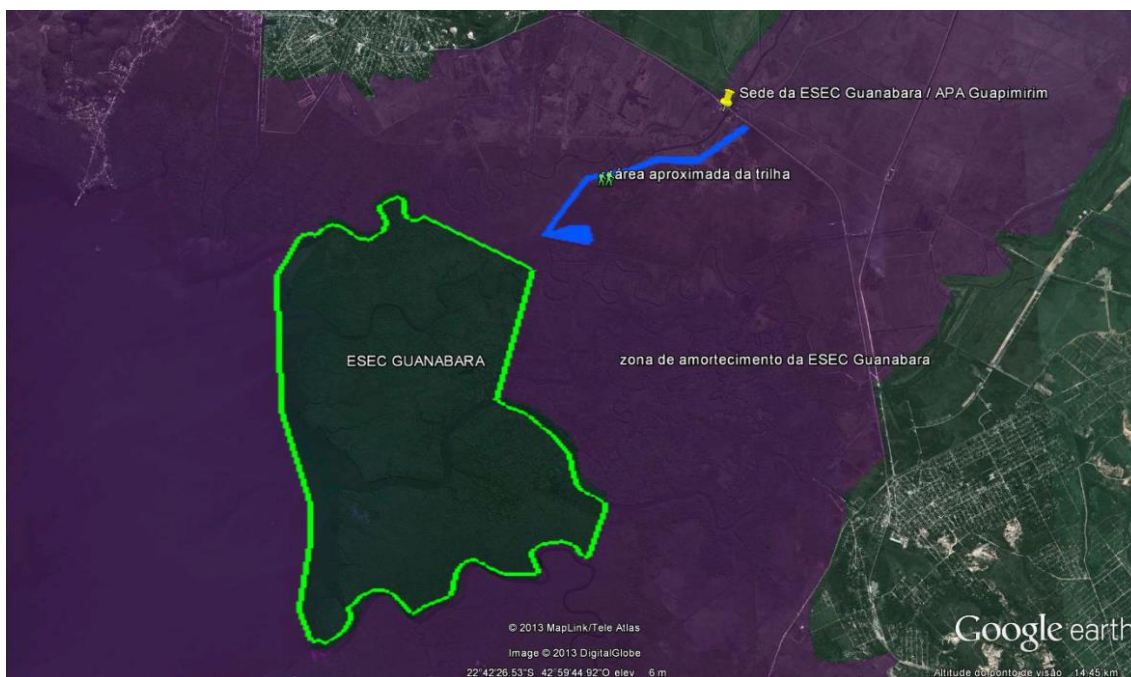 Sede da ESEC Guanabara / APA Guapimirim
área aproximada da trilha
ESEC GUANABARA
zona de amortecimento da ESEC Guanabara
© 2013 MapLink/Tele Atlas
Image © 2013 DigitalGlobe
Google earth
22°42'26.53"S 42°59'44.92"O elev 6 m
Altitude do ponto de visão 14.45 km